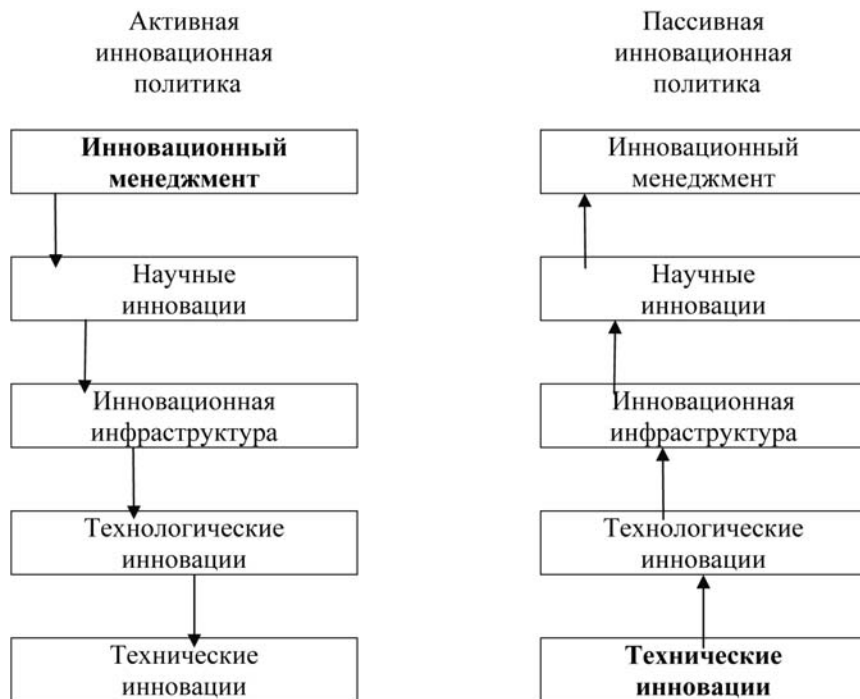 Активная
инновационная
политика
Инновационный
менеджмент
Научные
инновации
Инновационная
инфраструктура
Технологические
инновации
Технические
инновации
Пассивная
инновационная
политика
Инновационный
менеджмент
Научные
инновации
Инновационная
инфраструктура
Технологические
инновации
Технические
инновации